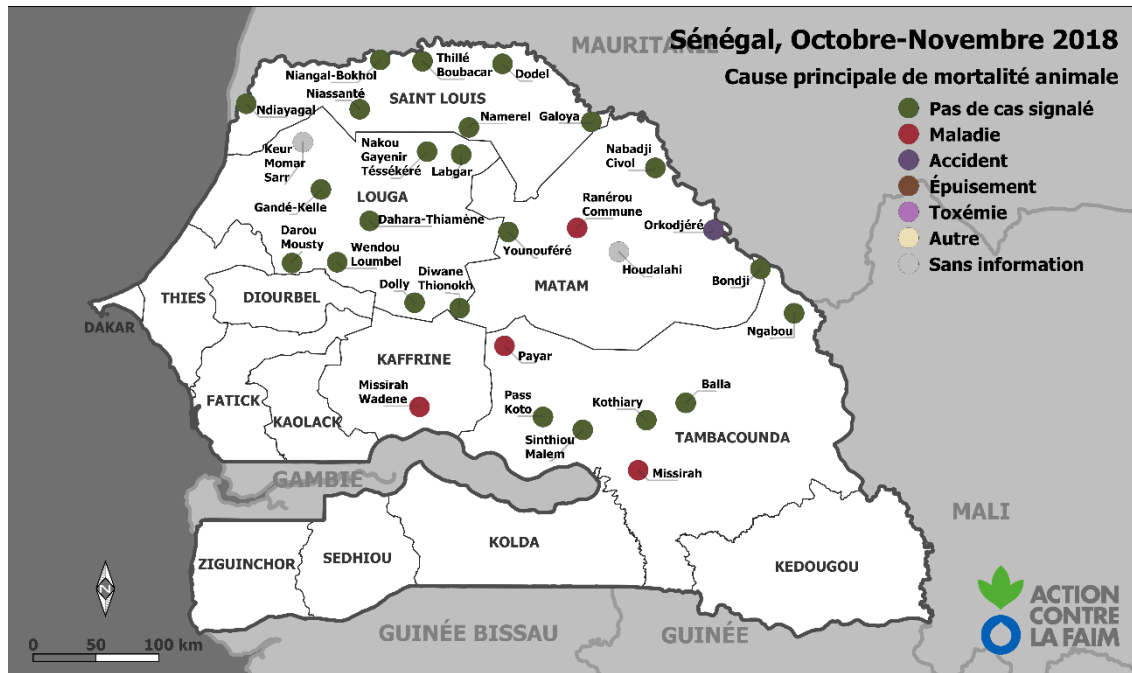 MAURITANIE
Sénégal, Octobre-Novembre 2018
Cause principale de mortalité animale
Pas de cas signalé
Maladie
Accident
Épuisement
Toxémie
Autre
Sans information
Niangal-Bokhol
Thillé
Boubacar
Dodel
Niassanté
SAINT LOUIS
Ndiayagal
Namerel
Galoya
Keur
Momar
Sarr
Nakou
Gayenir
Téssékéré
Labgar
Nabadji
Civol
Gandé-Kelle
LOUGA
Ranérou
Commune
Orkodjéré
Dahara-Thiamène
Darou
Mousty
Wendou
Loumbel
Younouféré
Houdalahi
Bondji
Dolly
Diwane
Thionokh
MATAM
THIES
DIOURBEL
DAKAR
Ngabou
KAFFRINE
Payar
Missirah
Wadene
FATICK
KAOLACK
Pass
Koto
Kothiary
Balla
Sinthiou
Malem
TAMBACOUNDA
Missirah
GAMBIE
MALI
ZIGUINCHOR
SEDHIOU
KOLDA
KEDOUGOU
N
GUINÉE BISSAU
GUINÉE
0 50 100 km
ACTION
CONTRE
LA FAIM